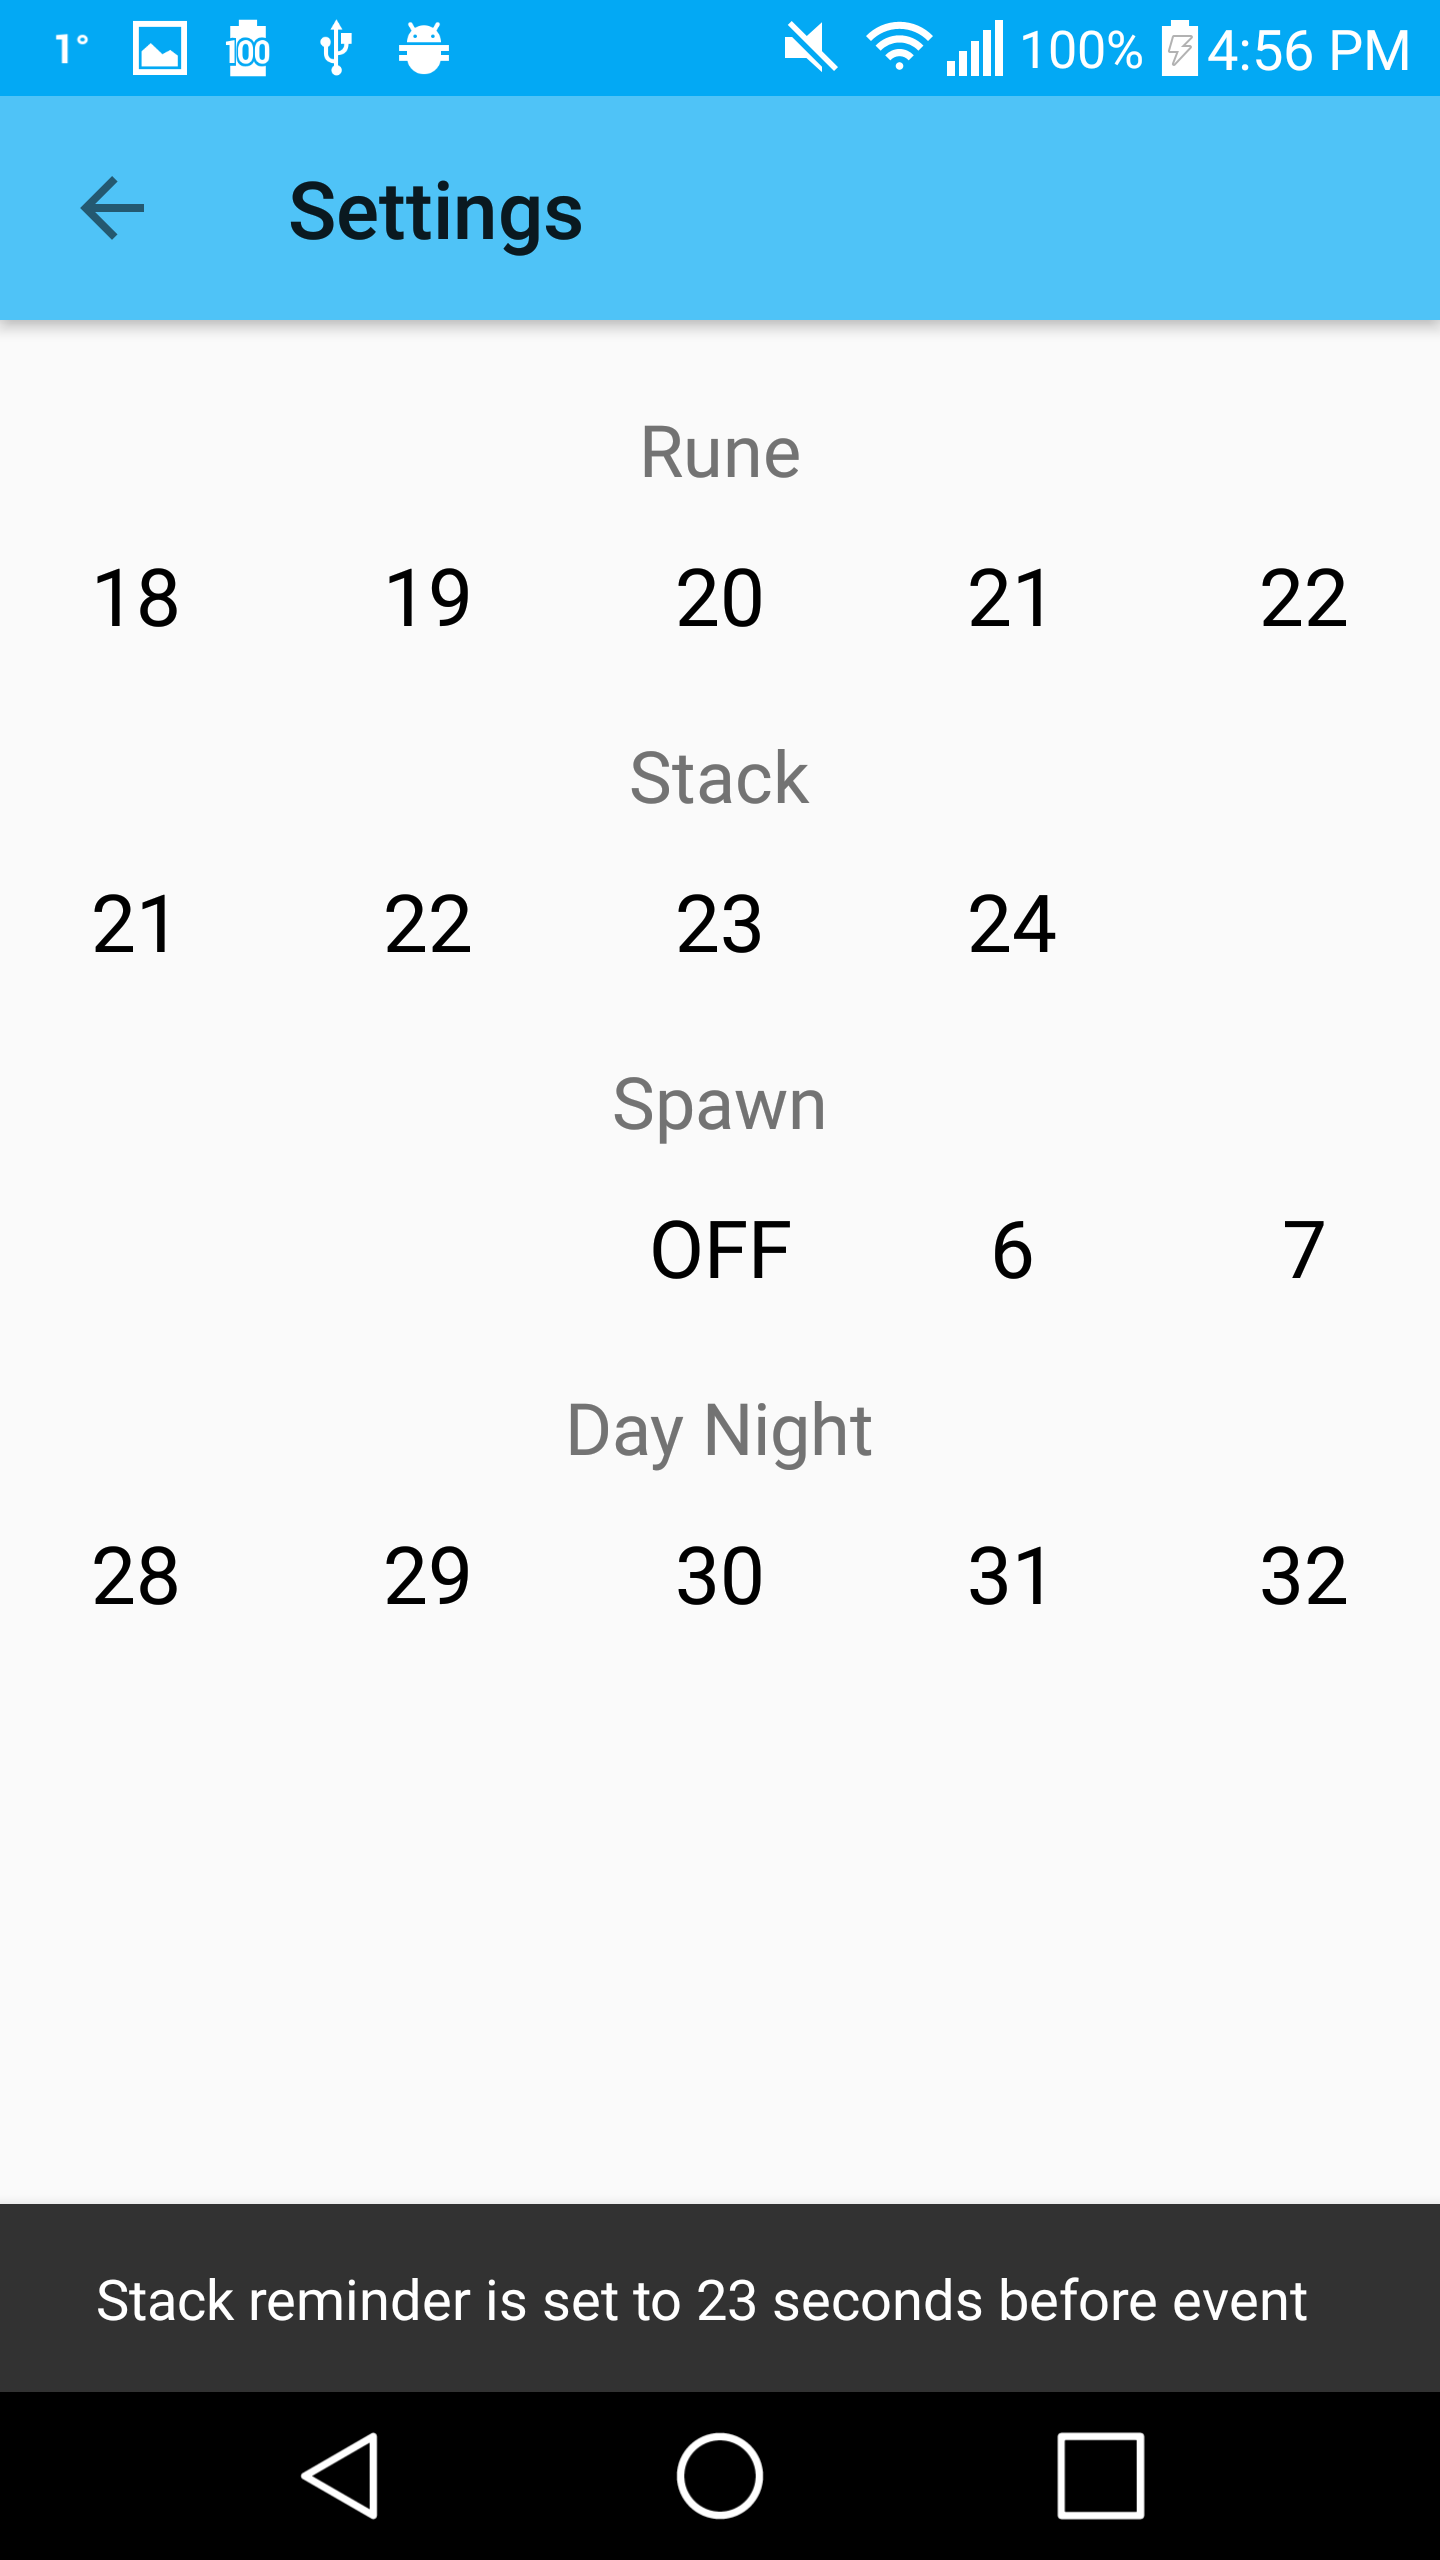 1° 100 100% 4:56 PM
Settings
Rune
18 19 20 21 22
Stack
21 22 23 24
Spawn
OFF 6 7
Day Night
28 29 30 31 32
Stack reminder is set to 23 seconds before event